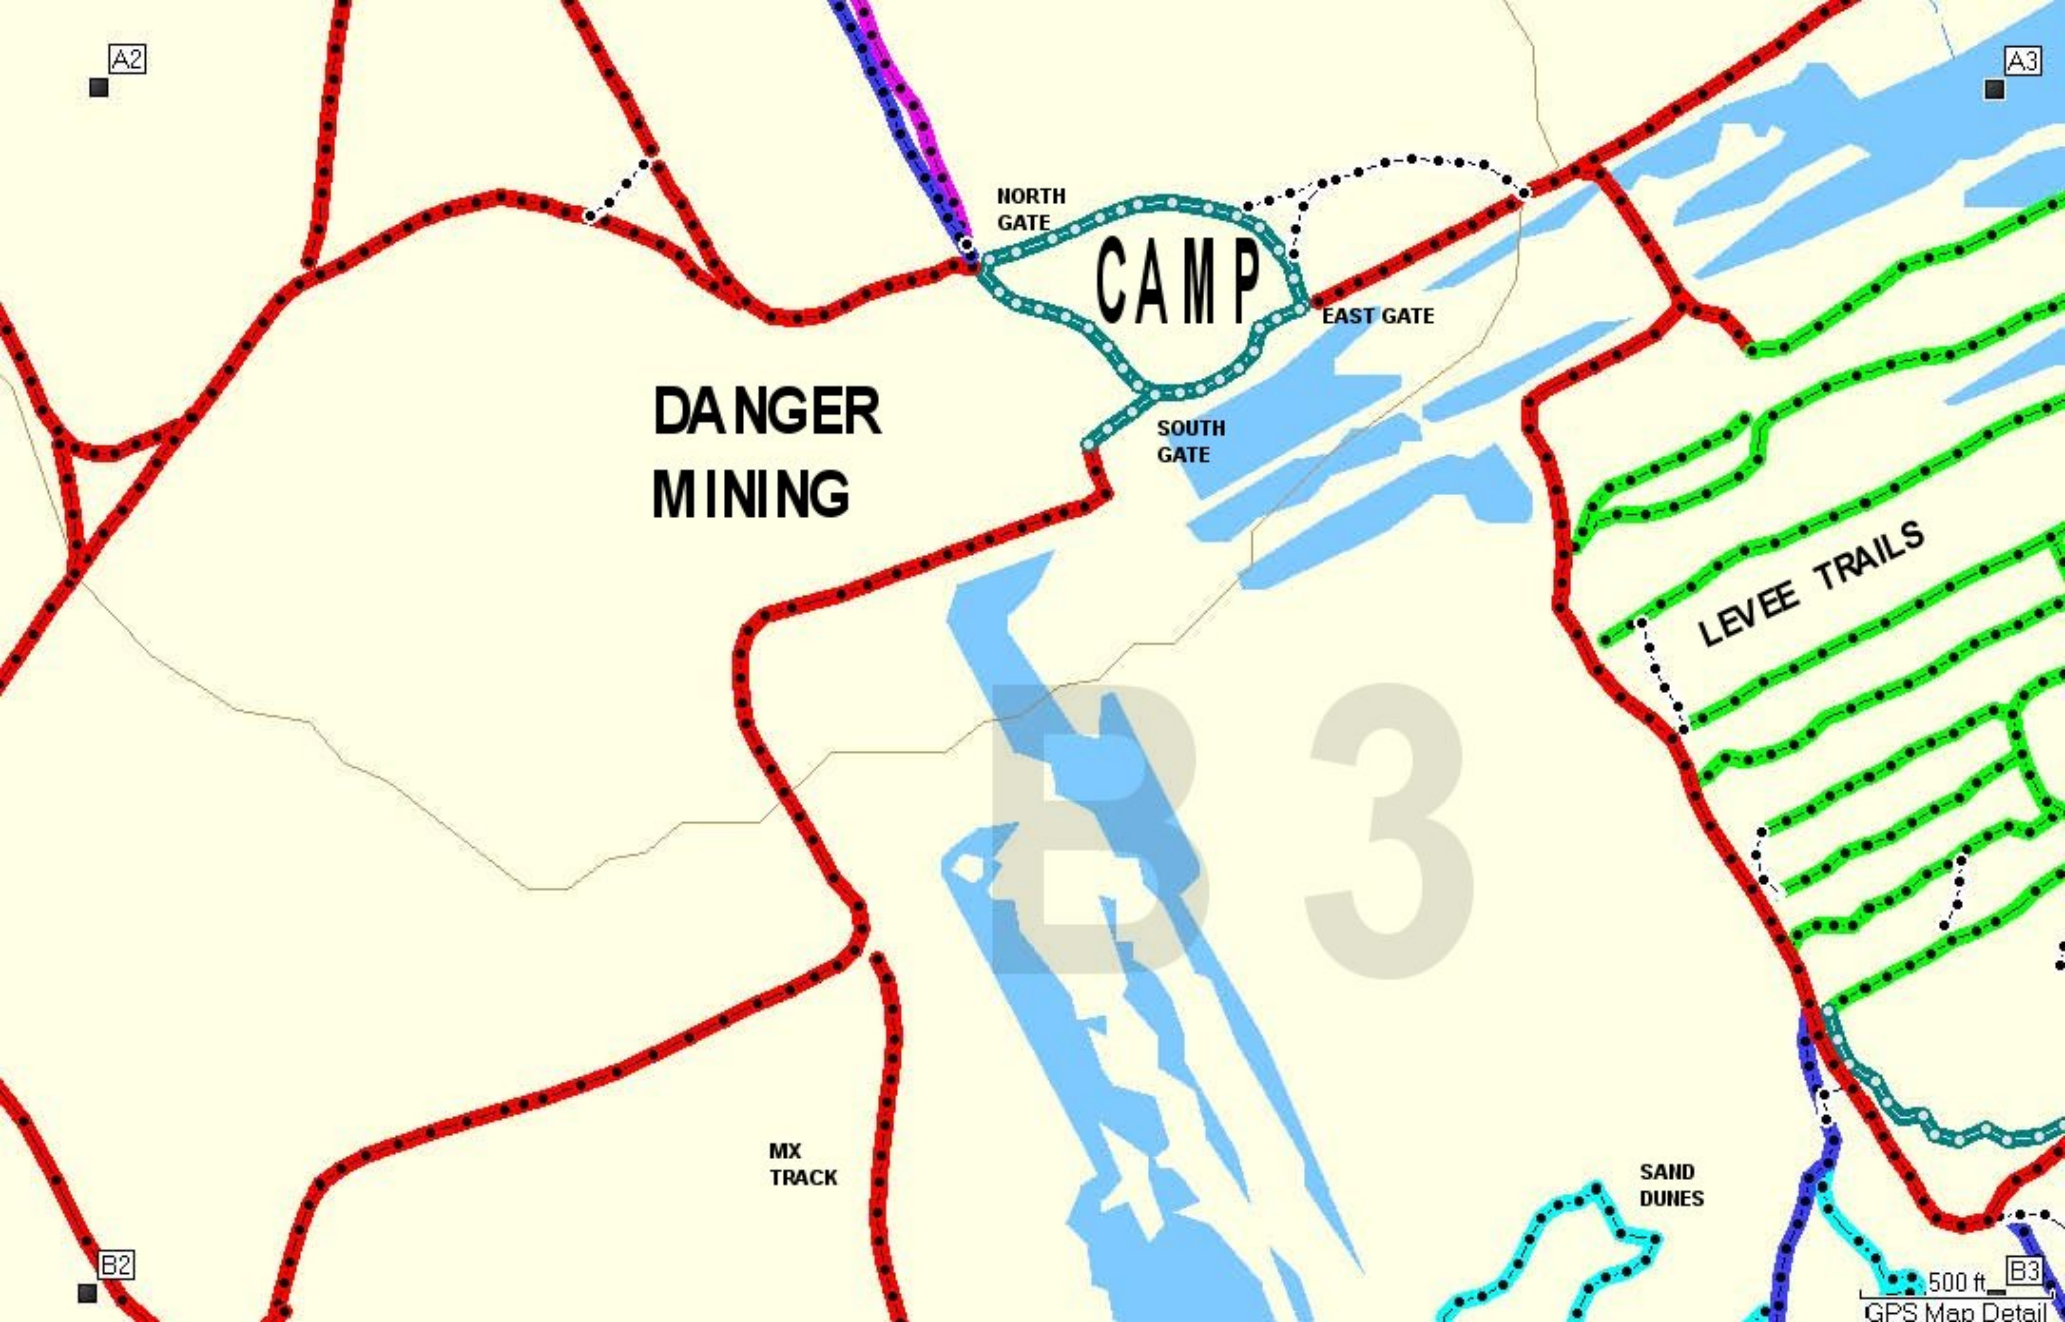 A2
A3
NORTH
GATE
CAMP
EAST GATE
DANGER
MINING
SOUTH
GATE
LEVEE TRAILS
B 3
MX
TRACK
SAND
DUNES
B2
B3
500 ft
GPS Map Detail